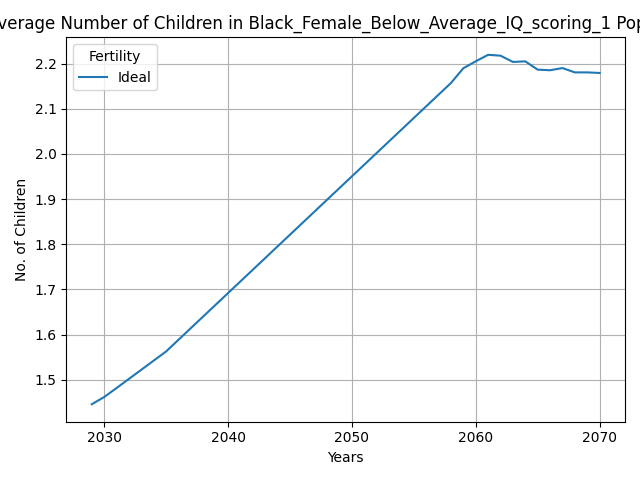 verage Number of Children in Black_Female_Below_Average_IQ_scoring_1 Pop
Fertility
Ideal
No. of Children
2.2
2.1
2.0
1.9
1.8
1.7
1.6
1.5
2030 2040 2050 2060 2070
Years